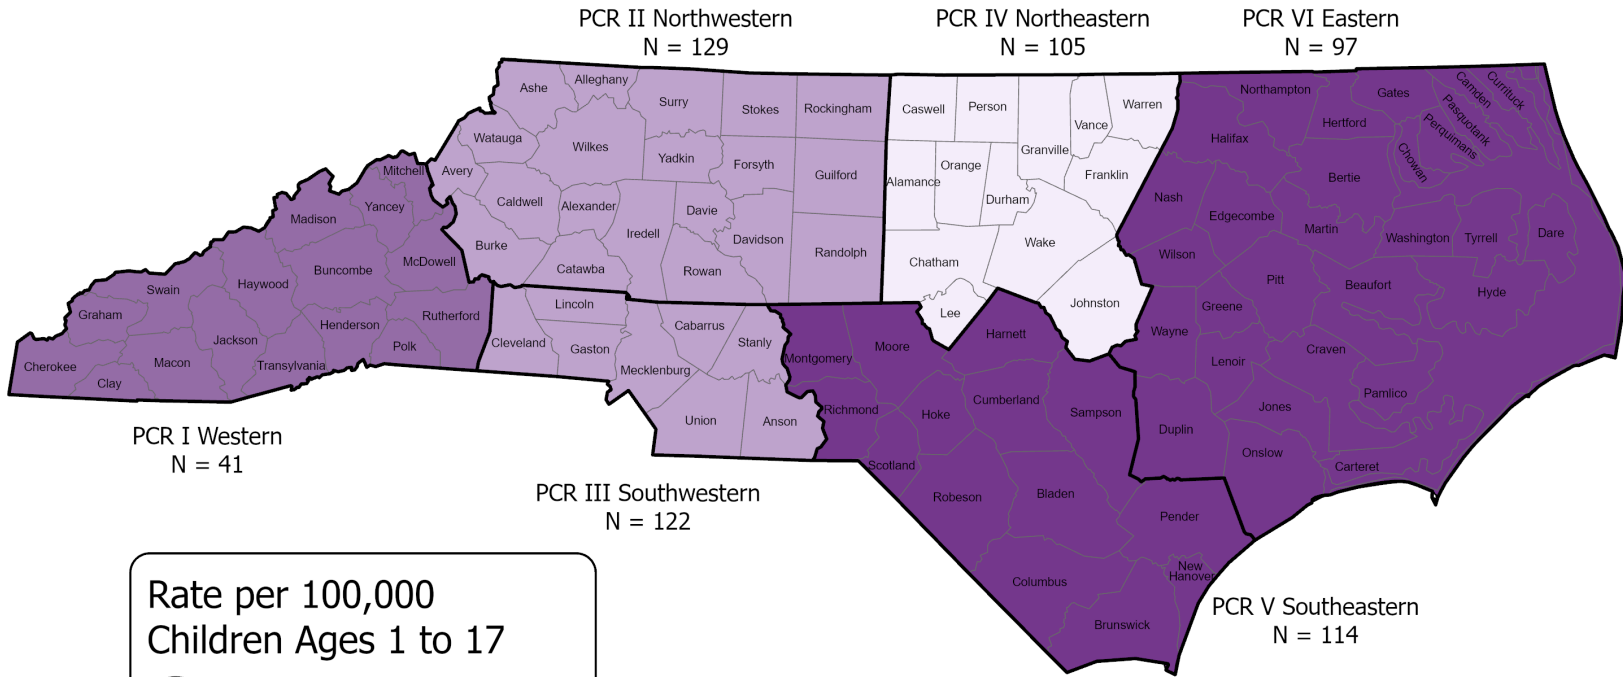 PCR II Northwestern
N = 129
PCR IV Northeastern
N = 105
PCR VI Eastern
N = 97
Ashe
Alleghany
Surry
Stokes
Rockingham
Watauga
Wilkes
Yadkin
Forsyth
Guilford
Avery
Caldwell
Alexander
Davie
Iredell
Davidson
Randolph
Burke
Catawba
Rowan
Caswell
Person
Granville
Vance
Warren
Alamance
Orange
Durham
Franklin
Wake
Chatham
Lee
Johnston
Northampton
Gates
Camden
Currituck
Pasquotank
Perquimans
Chowan
Hertford
Halifax
Bertie
Nash
Edgecombe
Martin
Washington
Tyrrell
Dare
Wilson
Pitt
Beaufort
Hyde
Greene
Wayne
Lenoir
Craven
Pamlico
Jones
Duplin
Onslow
Carteret
Mitchell
Yancey
Madison
McDowell
Buncombe
Haywood
Swain
Graham
Rutherford
Henderson
Polk
Jackson
Transylvania
Macon
Cherokee
Clay
Lincoln
Cleveland
Gaston
Cabarrus
Stanly
Mecklenburg
Union
Anson
Montgomery
Moore
Harnett
Richmond
Hoke
Cumberland
Sampson
Scotland
Robeson
Bladen
Pender
New
Hanover
Columbus
Brunswick
PCR I Western
N = 41
PCR III Southwestern
N = 122
PCR V Southeastern
N = 114
Rate per 100,000
Children Ages 1 to 17